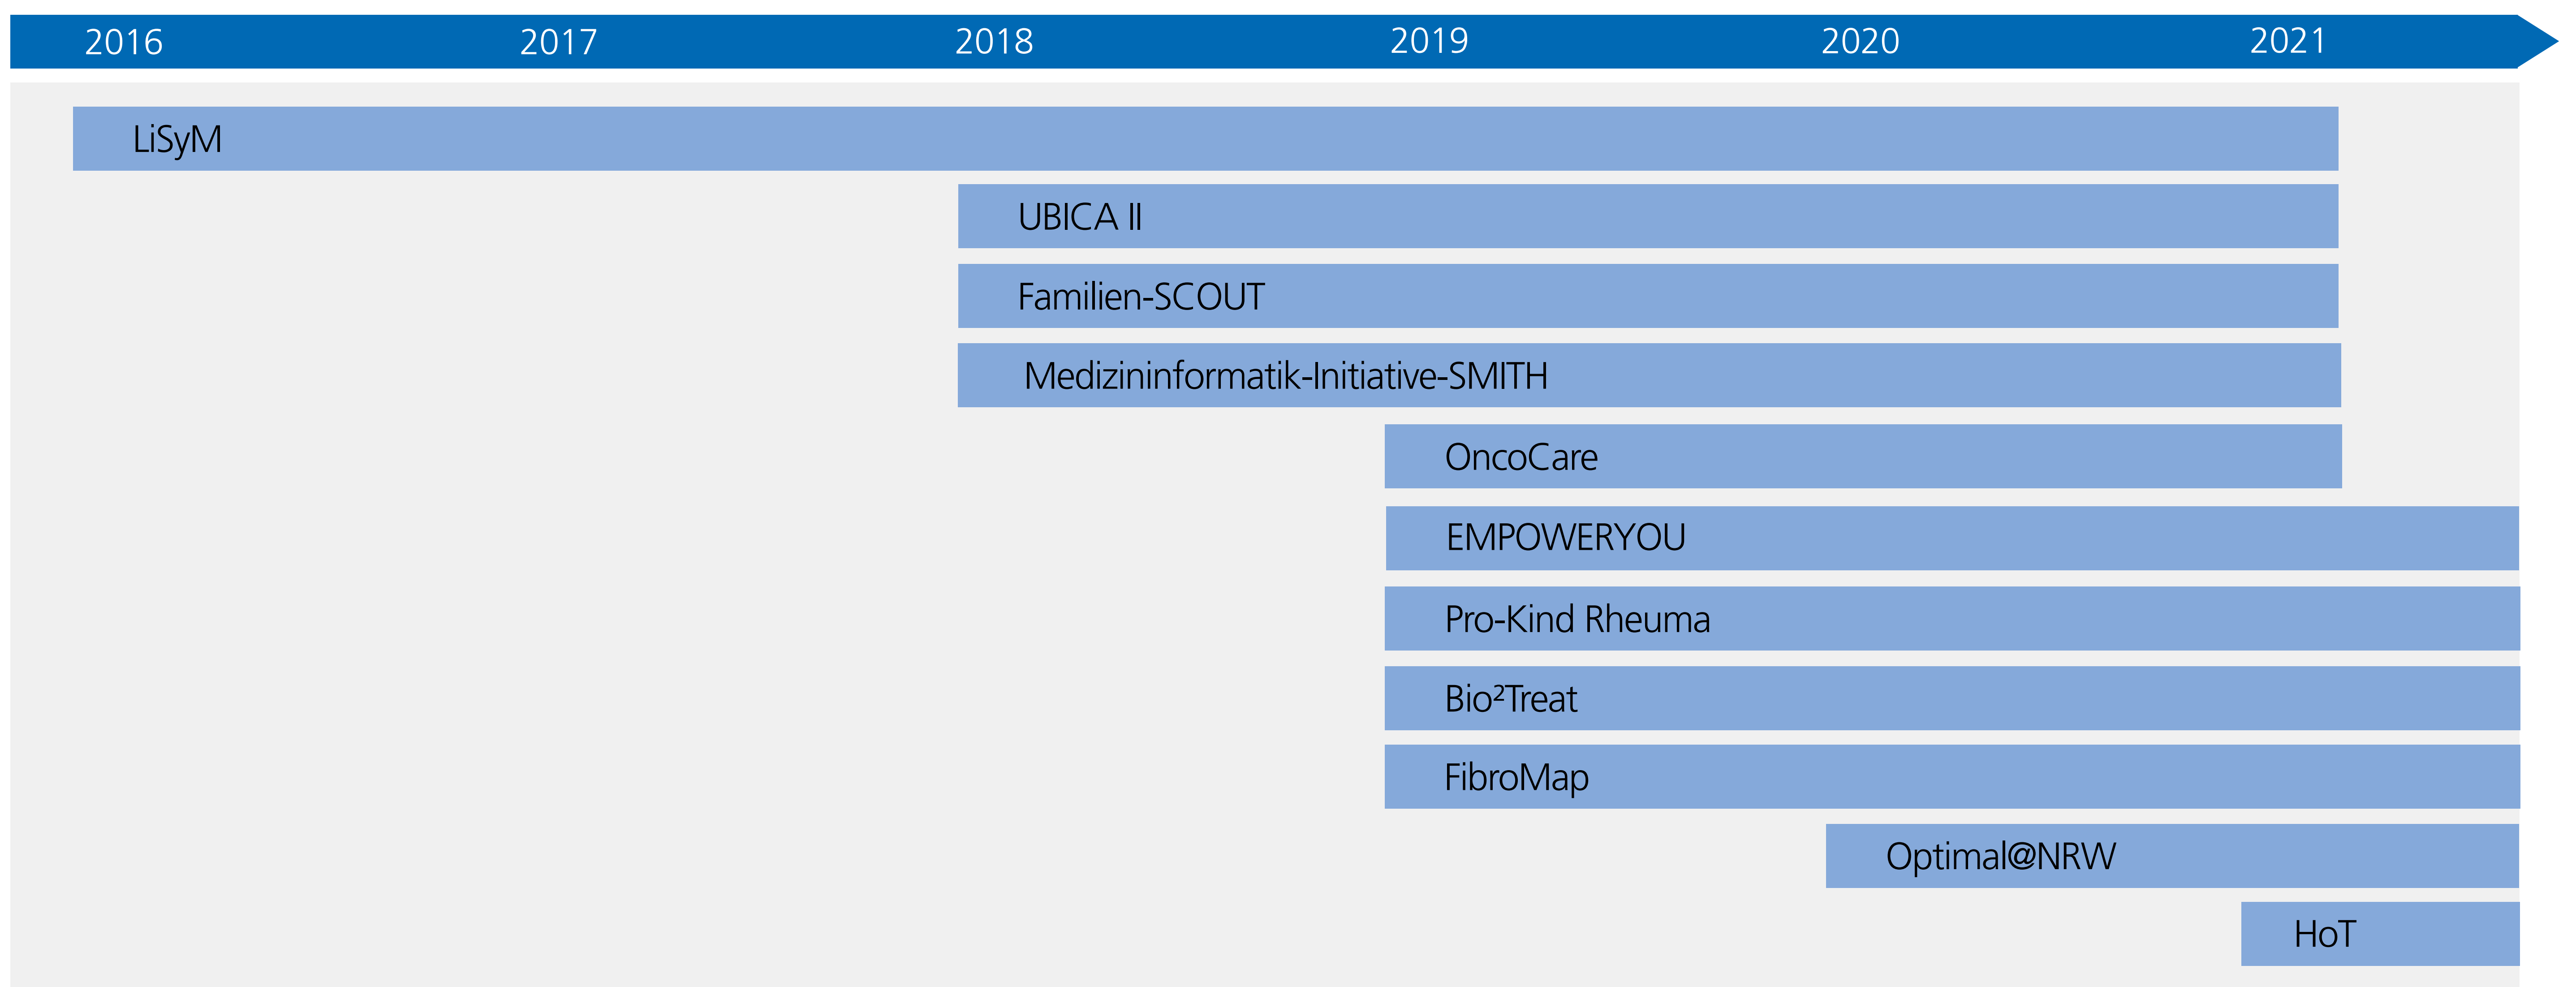 2016 2017 2018 2019 2020 2021
LiSyM
UBICA II
Familien-SCOUT
Medizininformatik-Initiative-SMITH
OncoCare
EMPOWERYOU
Pro-Kind Rheuma
Bio²Treat
FibroMap
Optimal@NRW
HoT